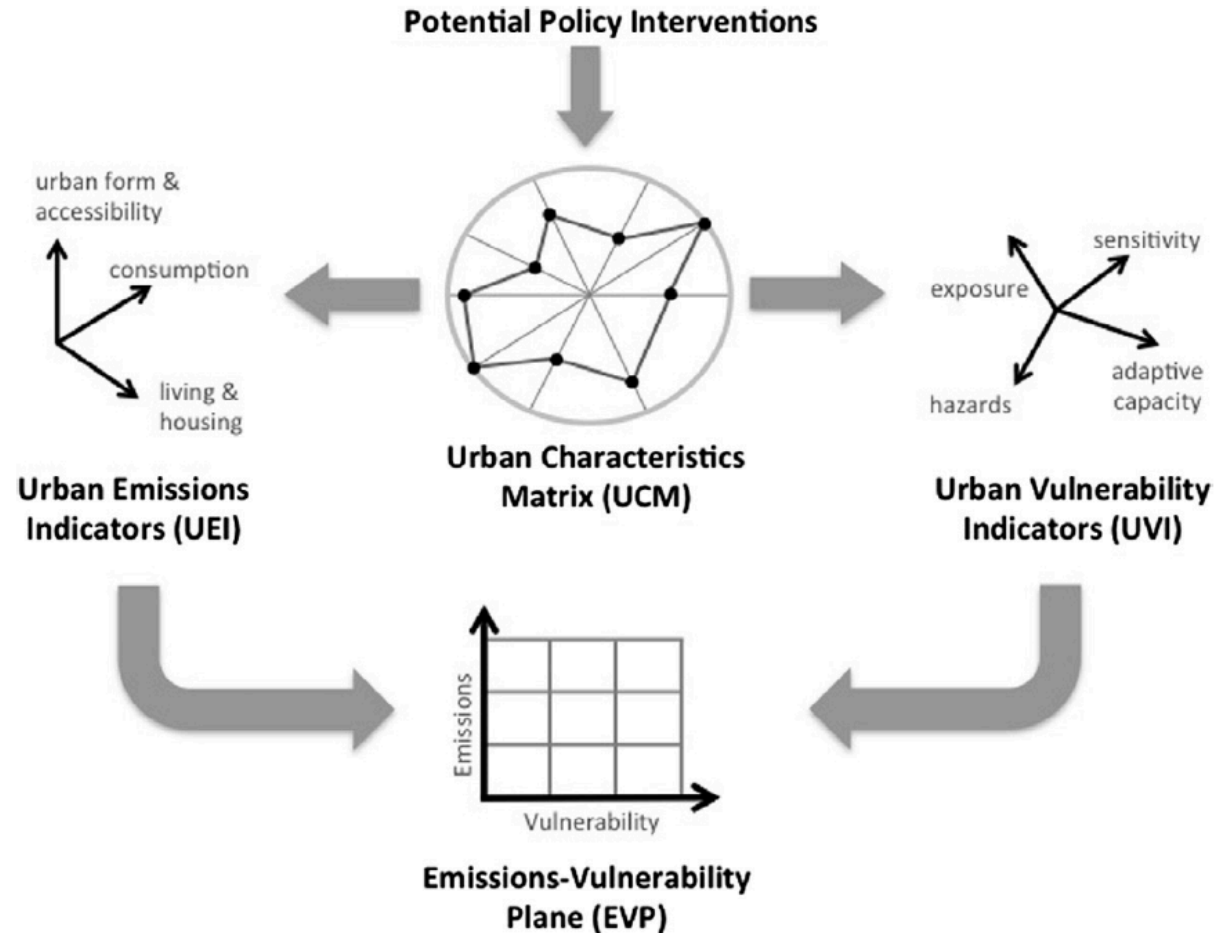 Potential Policy Interventions
urban form &
accessibility
consumption
living &
housing
Urban Emissions
Indicators (UEI)
Urban Characteristics
Matrix (UCM)
sensitivity
exposure
adaptive
capacity
hazards
Urban Vulnerability
Indicators (UVI)
Emissions
Vulnerability
Emissions-Vulnerability
Plane (EVP)